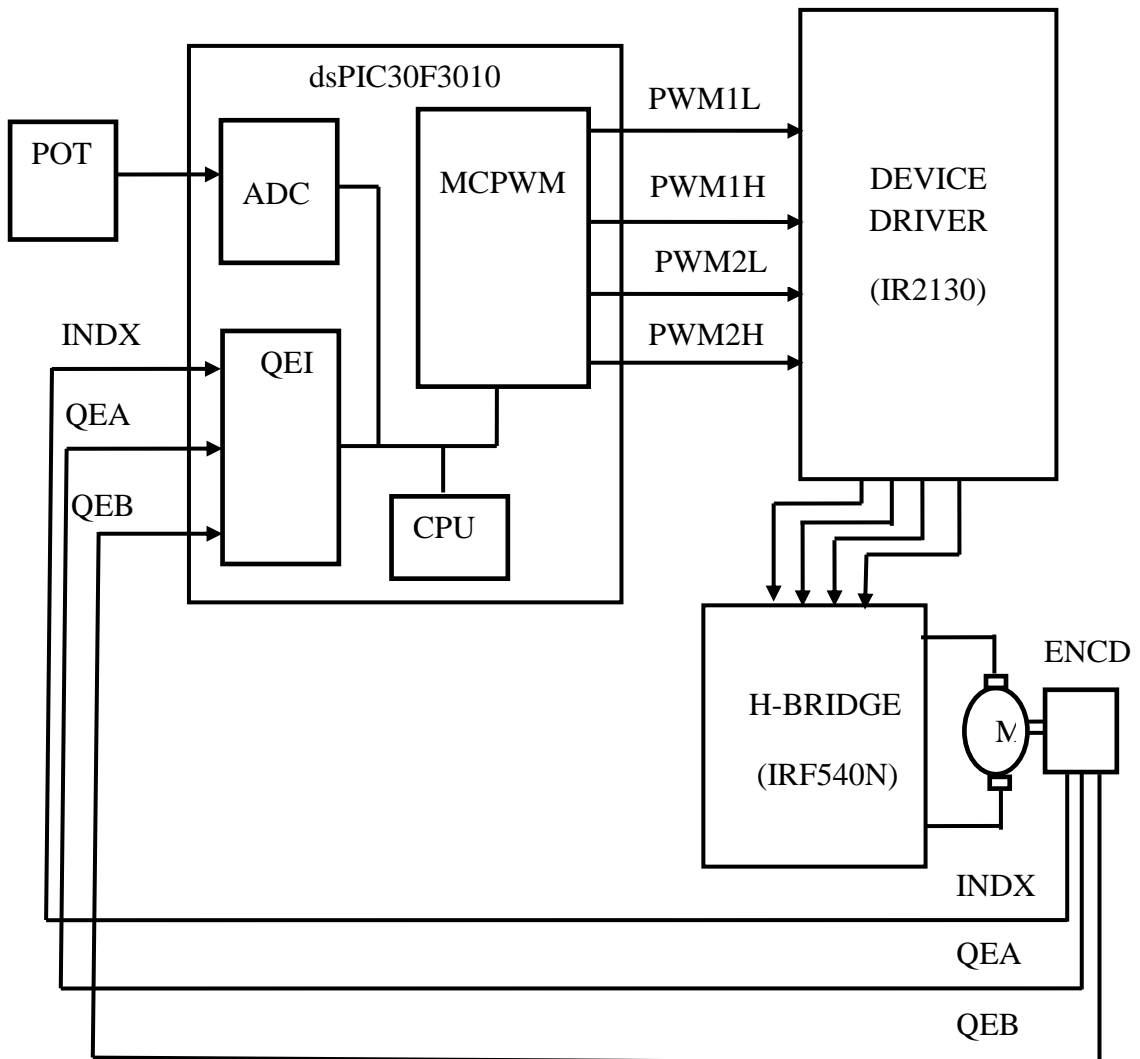 dsPIC30F3010
POT
ADC
MCPWM
PWM1L
PWM1H
PWM2L
PWM2H
DEVICE
DRIVER
(IR2130)
INDX
QEA
QEB
QEI
CPU
H-BRIDGE
(IRF540N)
M
ENCD
INDX
QEA
QEB